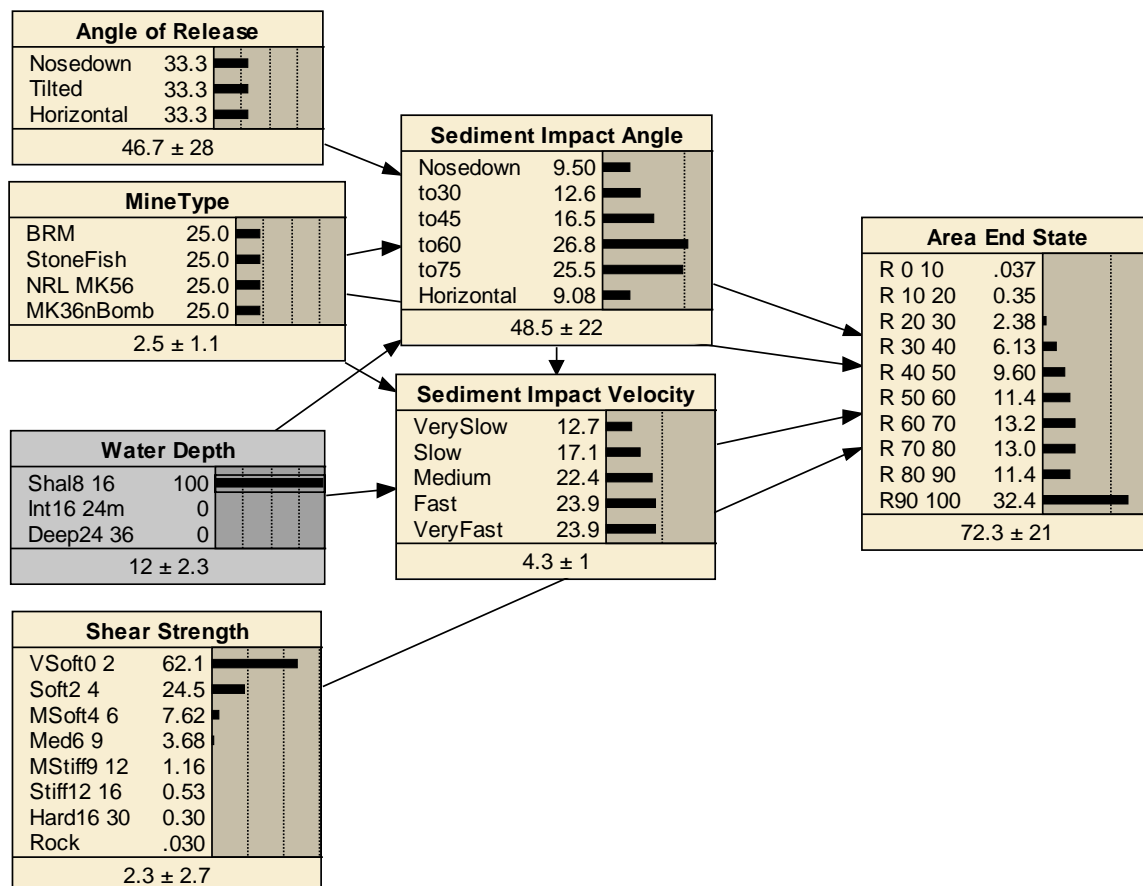 Angle of Release
Nosedown 33.3
Tilted 33.3
Horizontal 33.3
46.7 ± 28
MineType
BRM 25.0
StoneFish 25.0
NRL MK56 25.0
MK36nBomb 25.0
2.5 ± 1.1
Water Depth
Shal8 16 100
Int16 24m 0
Deep24 36 0
12 ± 2.3
Shear Strength
VSoft0 2 62.1
Soft2 4 24.5
MSoft4 6 7.62
Med6 9 3.68
MStiff9 12 1.16
Stiff12 16 0.53
Hard16 30 0.30
Rock .030
2.3 ± 2.7
Sediment Impact Angle
Nosedown 9.50
to30 12.6
to45 16.5
to60 26.8
to75 25.5
Horizontal 9.08
48.5 ± 22
Sediment Impact Velocity
VerySlow 12.7
Slow 17.1
Medium 22.4
Fast 23.9
VeryFast 23.9
4.3 ± 1
Area End State
R 0 10 .037
R 10 20 0.35
R 20 30 2.38
R 30 40 6.13
R 40 50 9.60
R 50 60 11.4
R 60 70 13.2
R 70 80 13.0
R 80 90 11.4
R90 100 32.4
72.3 ± 21